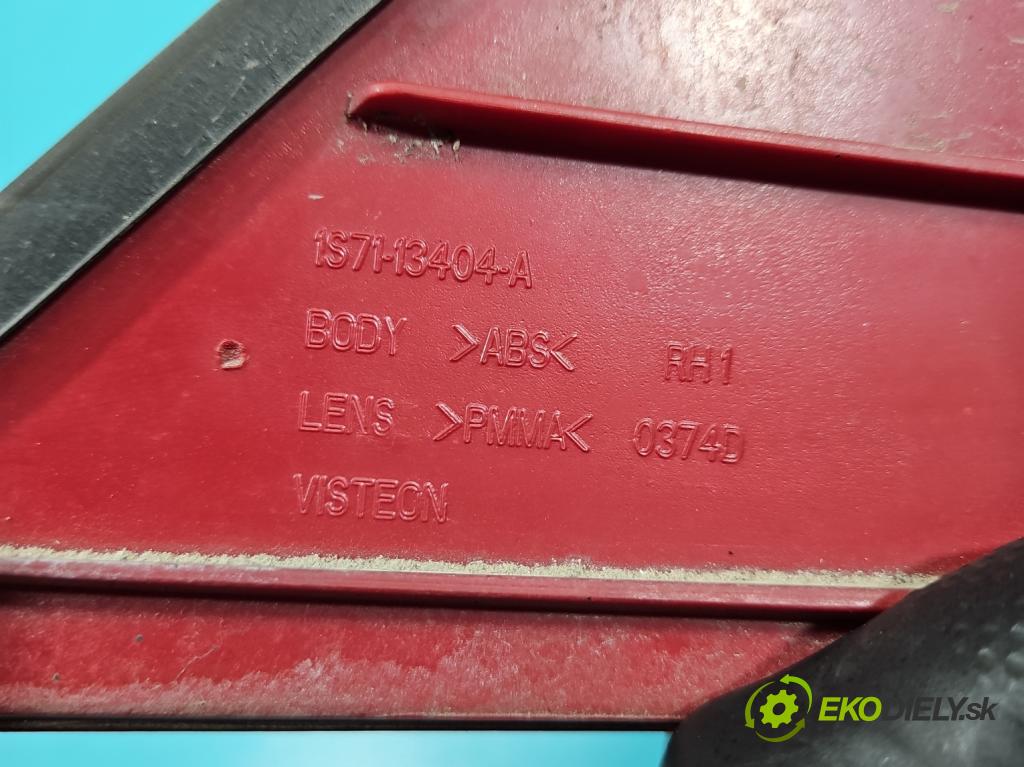 1S71-13404-A
BODY >ABS< RH1
LENS >PMMA< 0374D
VISTEON
EKODIELY.sk